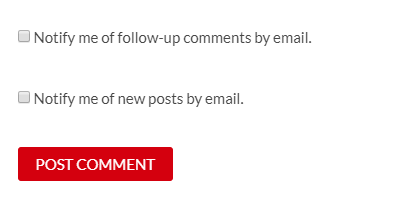 Notify me of follow-up comments by email.
Notify me of new posts by email.
POST COMMENT